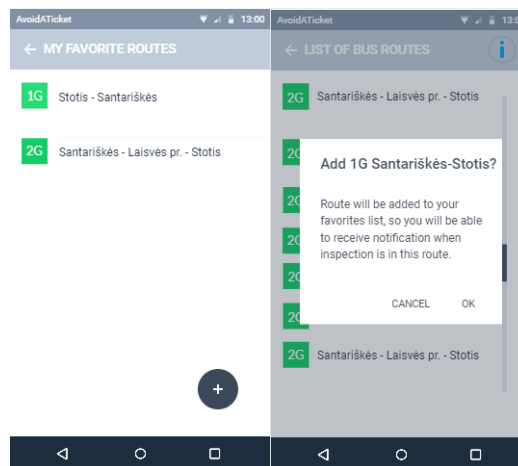 AvoidATicket 13:00
MY FAVORITE ROUTES
1G Stotis - Santariškės
2G Santariškės - Laisvės pr. - Stotis
+
AvoidATicket
LIST OF BUS ROUTES i
2G Santariškės - Laisvės pr. - Stotis
Add 1G Santariškės-Stotis?
Route will be added to your
favorites list, so you will be able
to receive notification when
inspection is in this route.
CANCEL OK
2G Santariškės - Laisvės pr. - Stotis